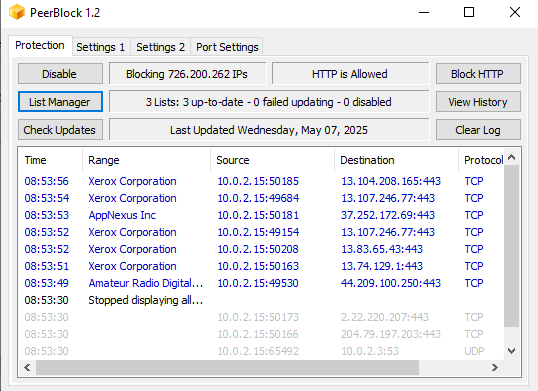 PeerBlock 1.2
Protection Settings 1 Settings 2 Port Settings
Disable Blocking 726.200.262 IPs HTTP is Allowed Block HTTP
List Manager 3 Lists: 3 up-to-date - 0 failed updating - 0 disabled View History
Check Updates Last Updated Wednesday, May 07, 2025 Clear Log
Time Range Source Destination Protocol
08:53:56 Xerox Corporation 10.0.2.15:50185 13.104.208.165:443 TCP
08:53:54 Xerox Corporation 10.0.2.15:49684 13.107.246.77:443 TCP
08:53:53 AppNexus Inc 10.0.2.15:50181 37.252.172.69:443 TCP
08:53:52 Xerox Corporation 10.0.2.15:49154 13.107.246.77:443 TCP
08:53:52 Xerox Corporation 10.0.2.15:50208 13.83.65.43:443 TCP
08:53:51 Xerox Corporation 10.0.2.15:50163 13.74.129.1:443 TCP
08:53:49 Amateur Radio Digital... 10.0.2.15:49530 44.209.100.250:443 TCP
08:53:30 Stopped displaying all...
08:53:30 10.0.2.15:50173 2.22.220.207:443 TCP
08:53:30 10.0.2.15:50166 204.79.197.203:443 TCP
08:53:30 10.0.2.15:65492 10.0.2.3:53 UDP